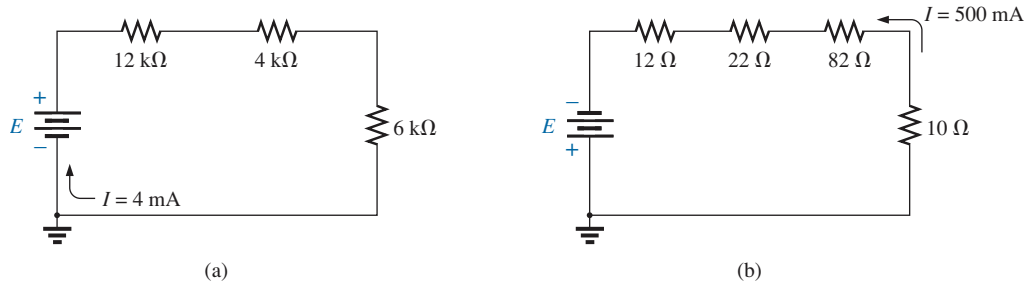 I = 500 mA
12 kΩ 4 kΩ 12 Ω 22 Ω 82 Ω
+ −
E 6 kΩ E 10 Ω
− +
I = 4 mA
(a) (b)